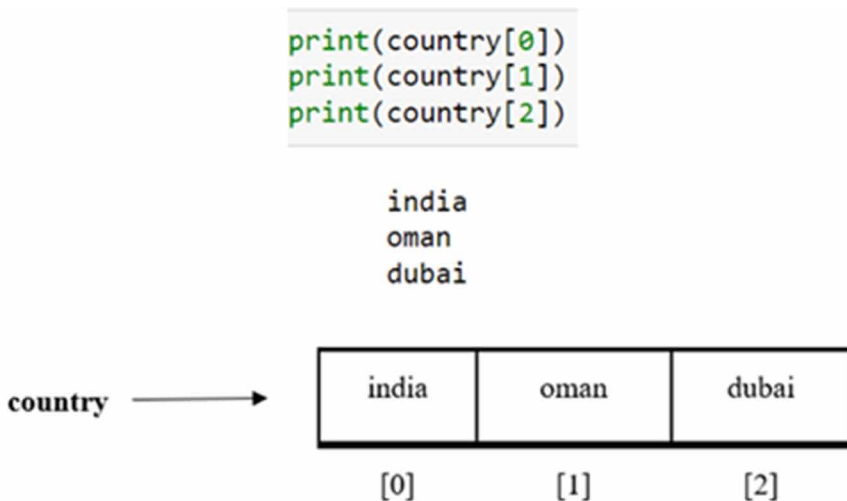 print(country[0])
print(country[1])
print(country[2])
india
oman
dubai
country
india oman dubai
[0] [1] [2]